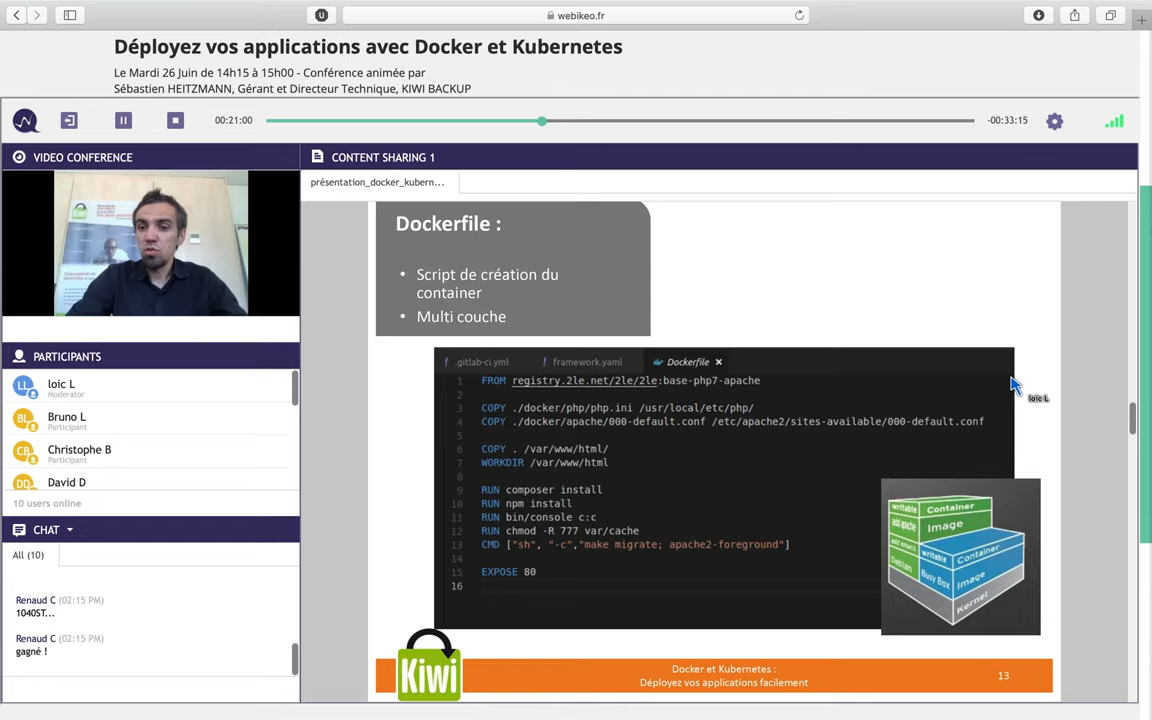 webikeo.fr
Déployez vos applications avec Docker et Kubernetes
Le Mardi 26 Juin de 14h15 à 15h00 - Conférence animée par
Sébastien HEITZMANN, Gérant et Directeur Technique, KIWI BACKUP
00:21:00
-00:33:15
VIDEO CONFERENCE
CONTENT SHARING 1
présentation_docker_kubern...
Dockerfile :
• Script de création du
container
• Multi couche
PARTICIPANTS
LL
loic L
Moderator
BL
Bruno L
Participant
CB
Christophe B
Participant
DD
David D
10 users online
CHAT
All (10)
Renaud C (02:15 PM)
1040ST...
Renaud C (02:15 PM)
gagné !
! .gitlab-ci.yml ! framework.yaml Dockerfile ×
1 FROM registry.2le.net/2le/2le:base-php7-apache
2
3 COPY ./docker/php/php.ini /usr/local/etc/php/
4 COPY ./docker/apache/000-default.conf /etc/apache2/sites-available/000-default.conf
5
6 COPY . /var/www/html/
7 WORKDIR /var/www/html
8
9 RUN composer install
10 RUN npm install
11 RUN bin/console c:c
12 RUN chmod -R 777 var/cache
13 CMD ["sh", "-c","make migrate; apache2-foreground"]
14
15 EXPOSE 80
16
loic L
writable Container
add apache Image
add emacs writable Container
Debian Busy Box Image
Kernel
Kiwi
Docker et Kubernetes :
Déployez vos applications facilement
13